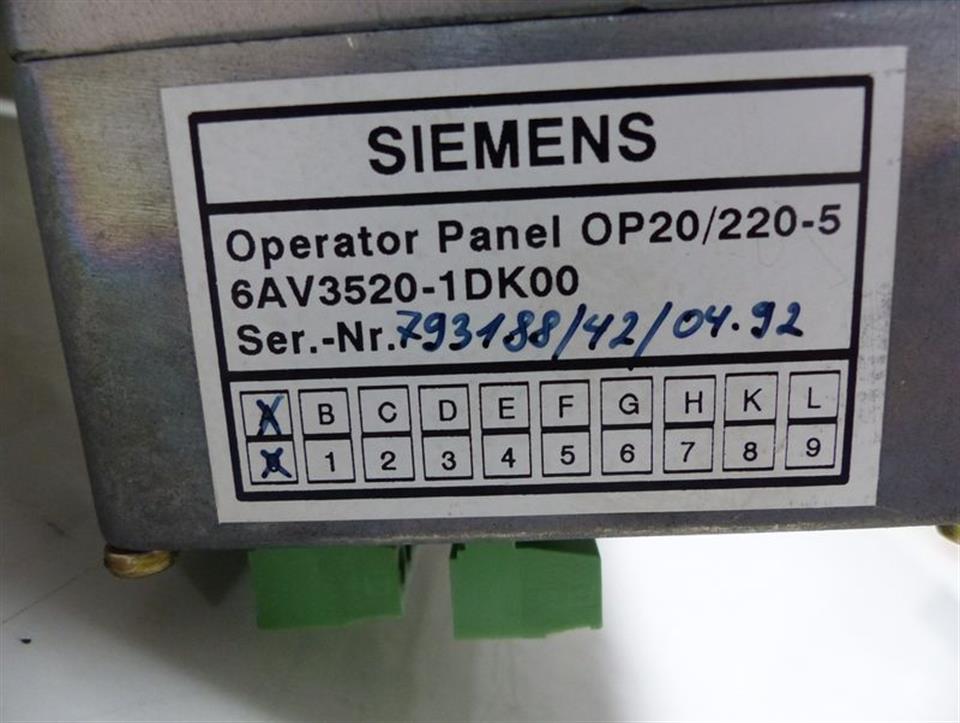 SIEMENS
Operator Panel OP20/220-5
6AV3520-1DK00
Ser.-Nr. 793188/42/04.92
A B C D E F G H K L
0 1 2 3 4 5 6 7 8 9